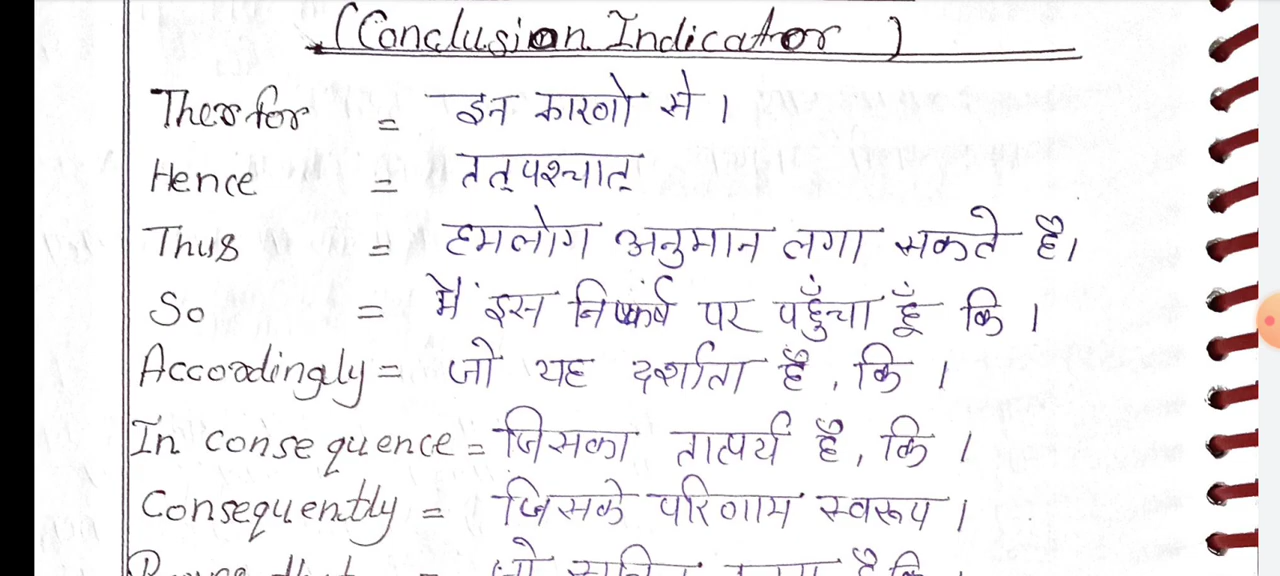 (Conclusion Indicator)
Therefor = इन कारणो से।
Hence = तत्पश्चात्
Thus = हमलोग अनुमान लगा सकते है।
So = मैं इस निष्कर्ष पर पहुँचा हूँ कि।
Accordingly = जो यह दर्शाता है, कि।
In consequence = जिसका तात्पर्य है, कि।
Consequently = जिसके परिणाम स्वरूप।